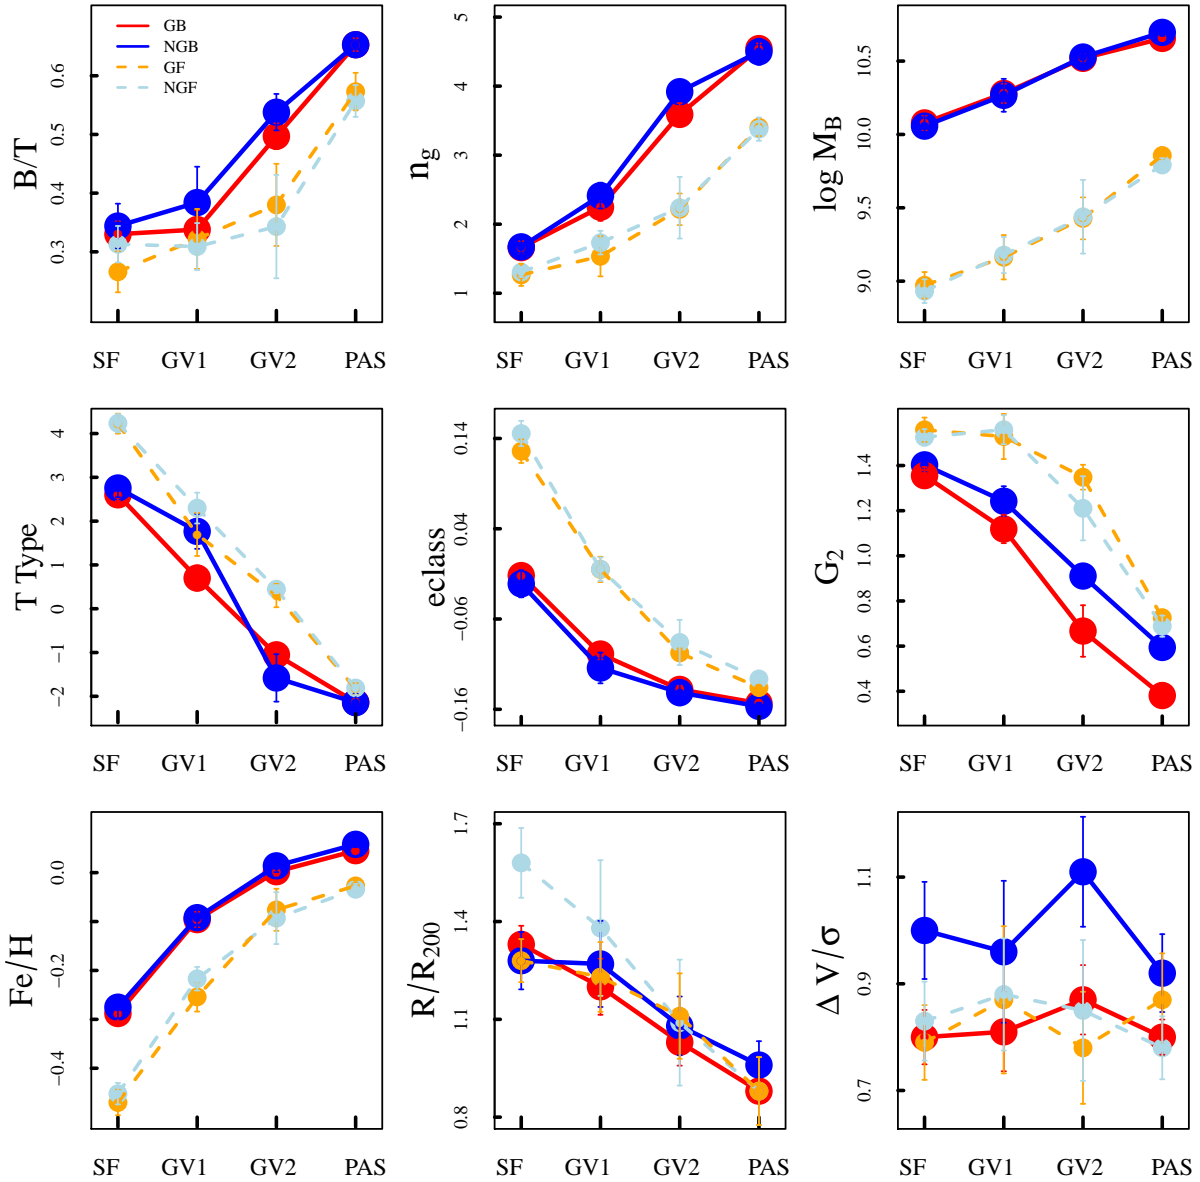 GB
NGB
GF
NGF
B/T
0.3
0.4
0.5
0.6
SF GV1 GV2 PAS
n_g
1
2
3
4
5
SF GV1 GV2 PAS
log M_B
9.0
9.5
10.0
10.5
SF GV1 GV2 PAS
T Type
−2
−1
0
1
2
3
4
SF GV1 GV2 PAS
eclass
−0.16
−0.06
0.04
0.14
SF GV1 GV2 PAS
G_2
0.4
0.6
0.8
1.0
1.2
1.4
SF GV1 GV2 PAS
Fe/H
−0.4
−0.2
0.0
SF GV1 GV2 PAS
R/R_200
0.8
1.1
1.4
1.7
SF GV1 GV2 PAS
Δ V/σ
0.7
0.9
1.1
SF GV1 GV2 PAS